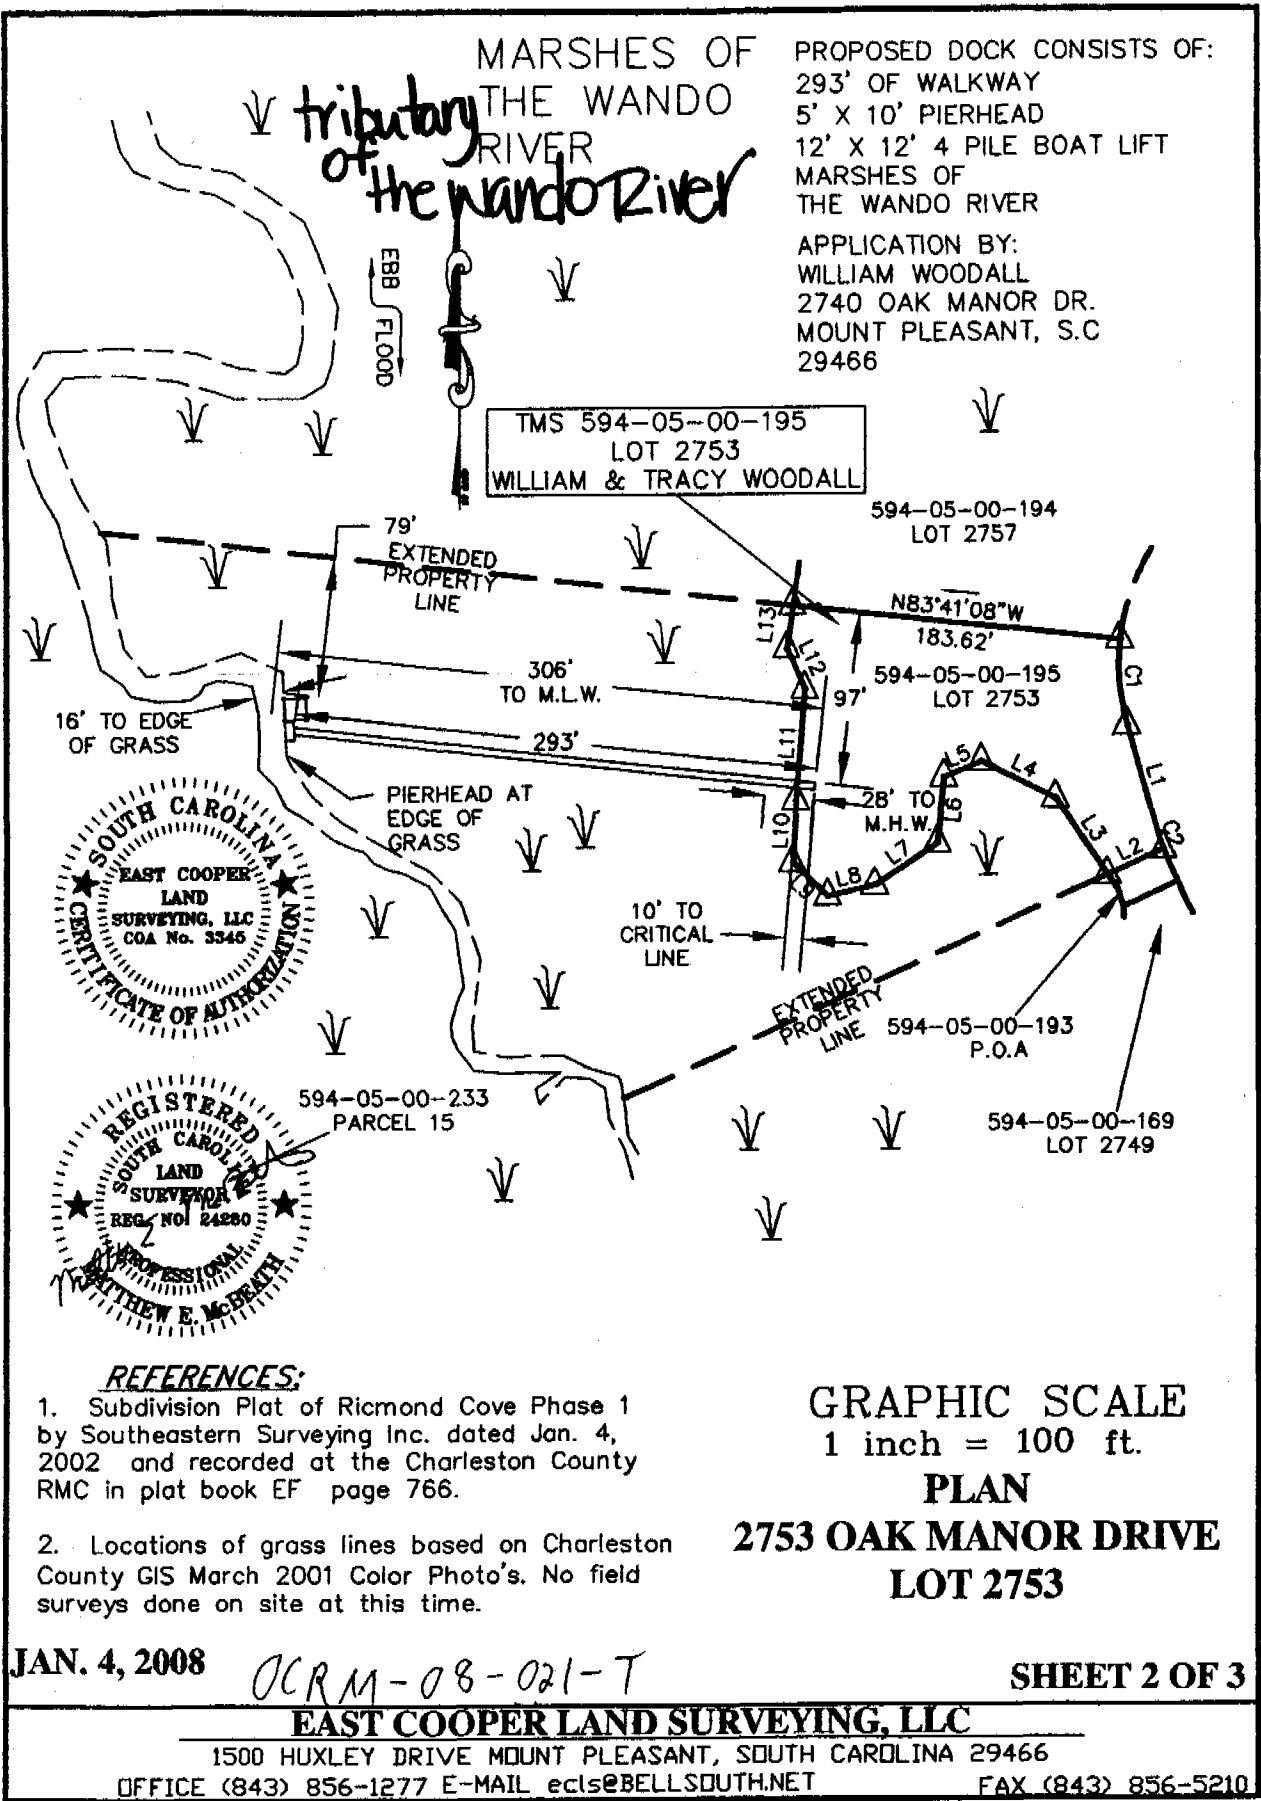 MARSHES OF
THE WANDO
RIVER
tributary
of
the Wando River
PROPOSED DOCK CONSISTS OF:
293' OF WALKWAY
5' X 10' PIERHEAD
12' X 12' 4 PILE BOAT LIFT
MARSHES OF
THE WANDO RIVER
APPLICATION BY:
WILLIAM WOODALL
2740 OAK MANOR DR.
MOUNT PLEASANT, S.C
29466
EBB
FLOOD
TMS 594-05-00-195
LOT 2753
WILLIAM & TRACY WOODALL
594-05-00-194
LOT 2757
79'
EXTENDED
PROPERTY
LINE
L13
N83°41'08"W
183.62'
L12
306'
TO M.L.W.
594-05-00-195
LOT 2753
C1
97'
16' TO EDGE
OF GRASS
293'
L11
L5
L4
L1
PIERHEAD AT
EDGE OF
GRASS
28' TO
M.H.W.
L6
L10
L3
C2
L2
L7
L8
L9
10' TO
CRITICAL
LINE
EXTENDED
PROPERTY
LINE
594-05-00-193
P.O.A
594-05-00-169
LOT 2749
594-05-00-233
PARCEL 15
SOUTH CAROLINA
EAST COOPER
LAND
SURVEYING, LLC
COA No. 3345
CERTIFICATE OF AUTHORIZATION
REGISTERED
SOUTH CAROLINA
LAND
SURVEYOR
REG. NO. 24260
PROFESSIONAL
MATTHEW E. McBEATH
REFERENCES:
1. Subdivision Plat of Ricmond Cove Phase 1
by Southeastern Surveying Inc. dated Jan. 4,
2002 and recorded at the Charleston County
RMC in plat book EF page 766.
2. Locations of grass lines based on Charleston
County GIS March 2001 Color Photo's. No field
surveys done on site at this time.
GRAPHIC SCALE
1 inch = 100 ft.
PLAN
2753 OAK MANOR DRIVE
LOT 2753
JAN. 4, 2008
OCRM-08-021-T
SHEET 2 OF 3
EAST COOPER LAND SURVEYING, LLC
1500 HUXLEY DRIVE MOUNT PLEASANT, SOUTH CAROLINA 29466
OFFICE (843) 856-1277 E-MAIL ecls@BELLSOUTH.NET FAX (843) 856-5210